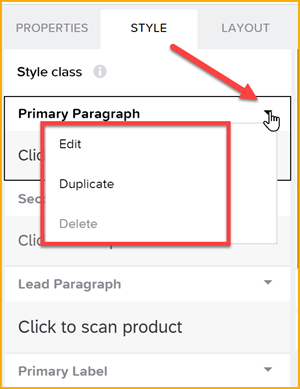 PROPERTIES STYLE LAYOUT
Style class
Primary Paragraph
Clic
Edit
Duplicate
Sec
Delete
Lead Paragraph
Click to scan product
Primary Label